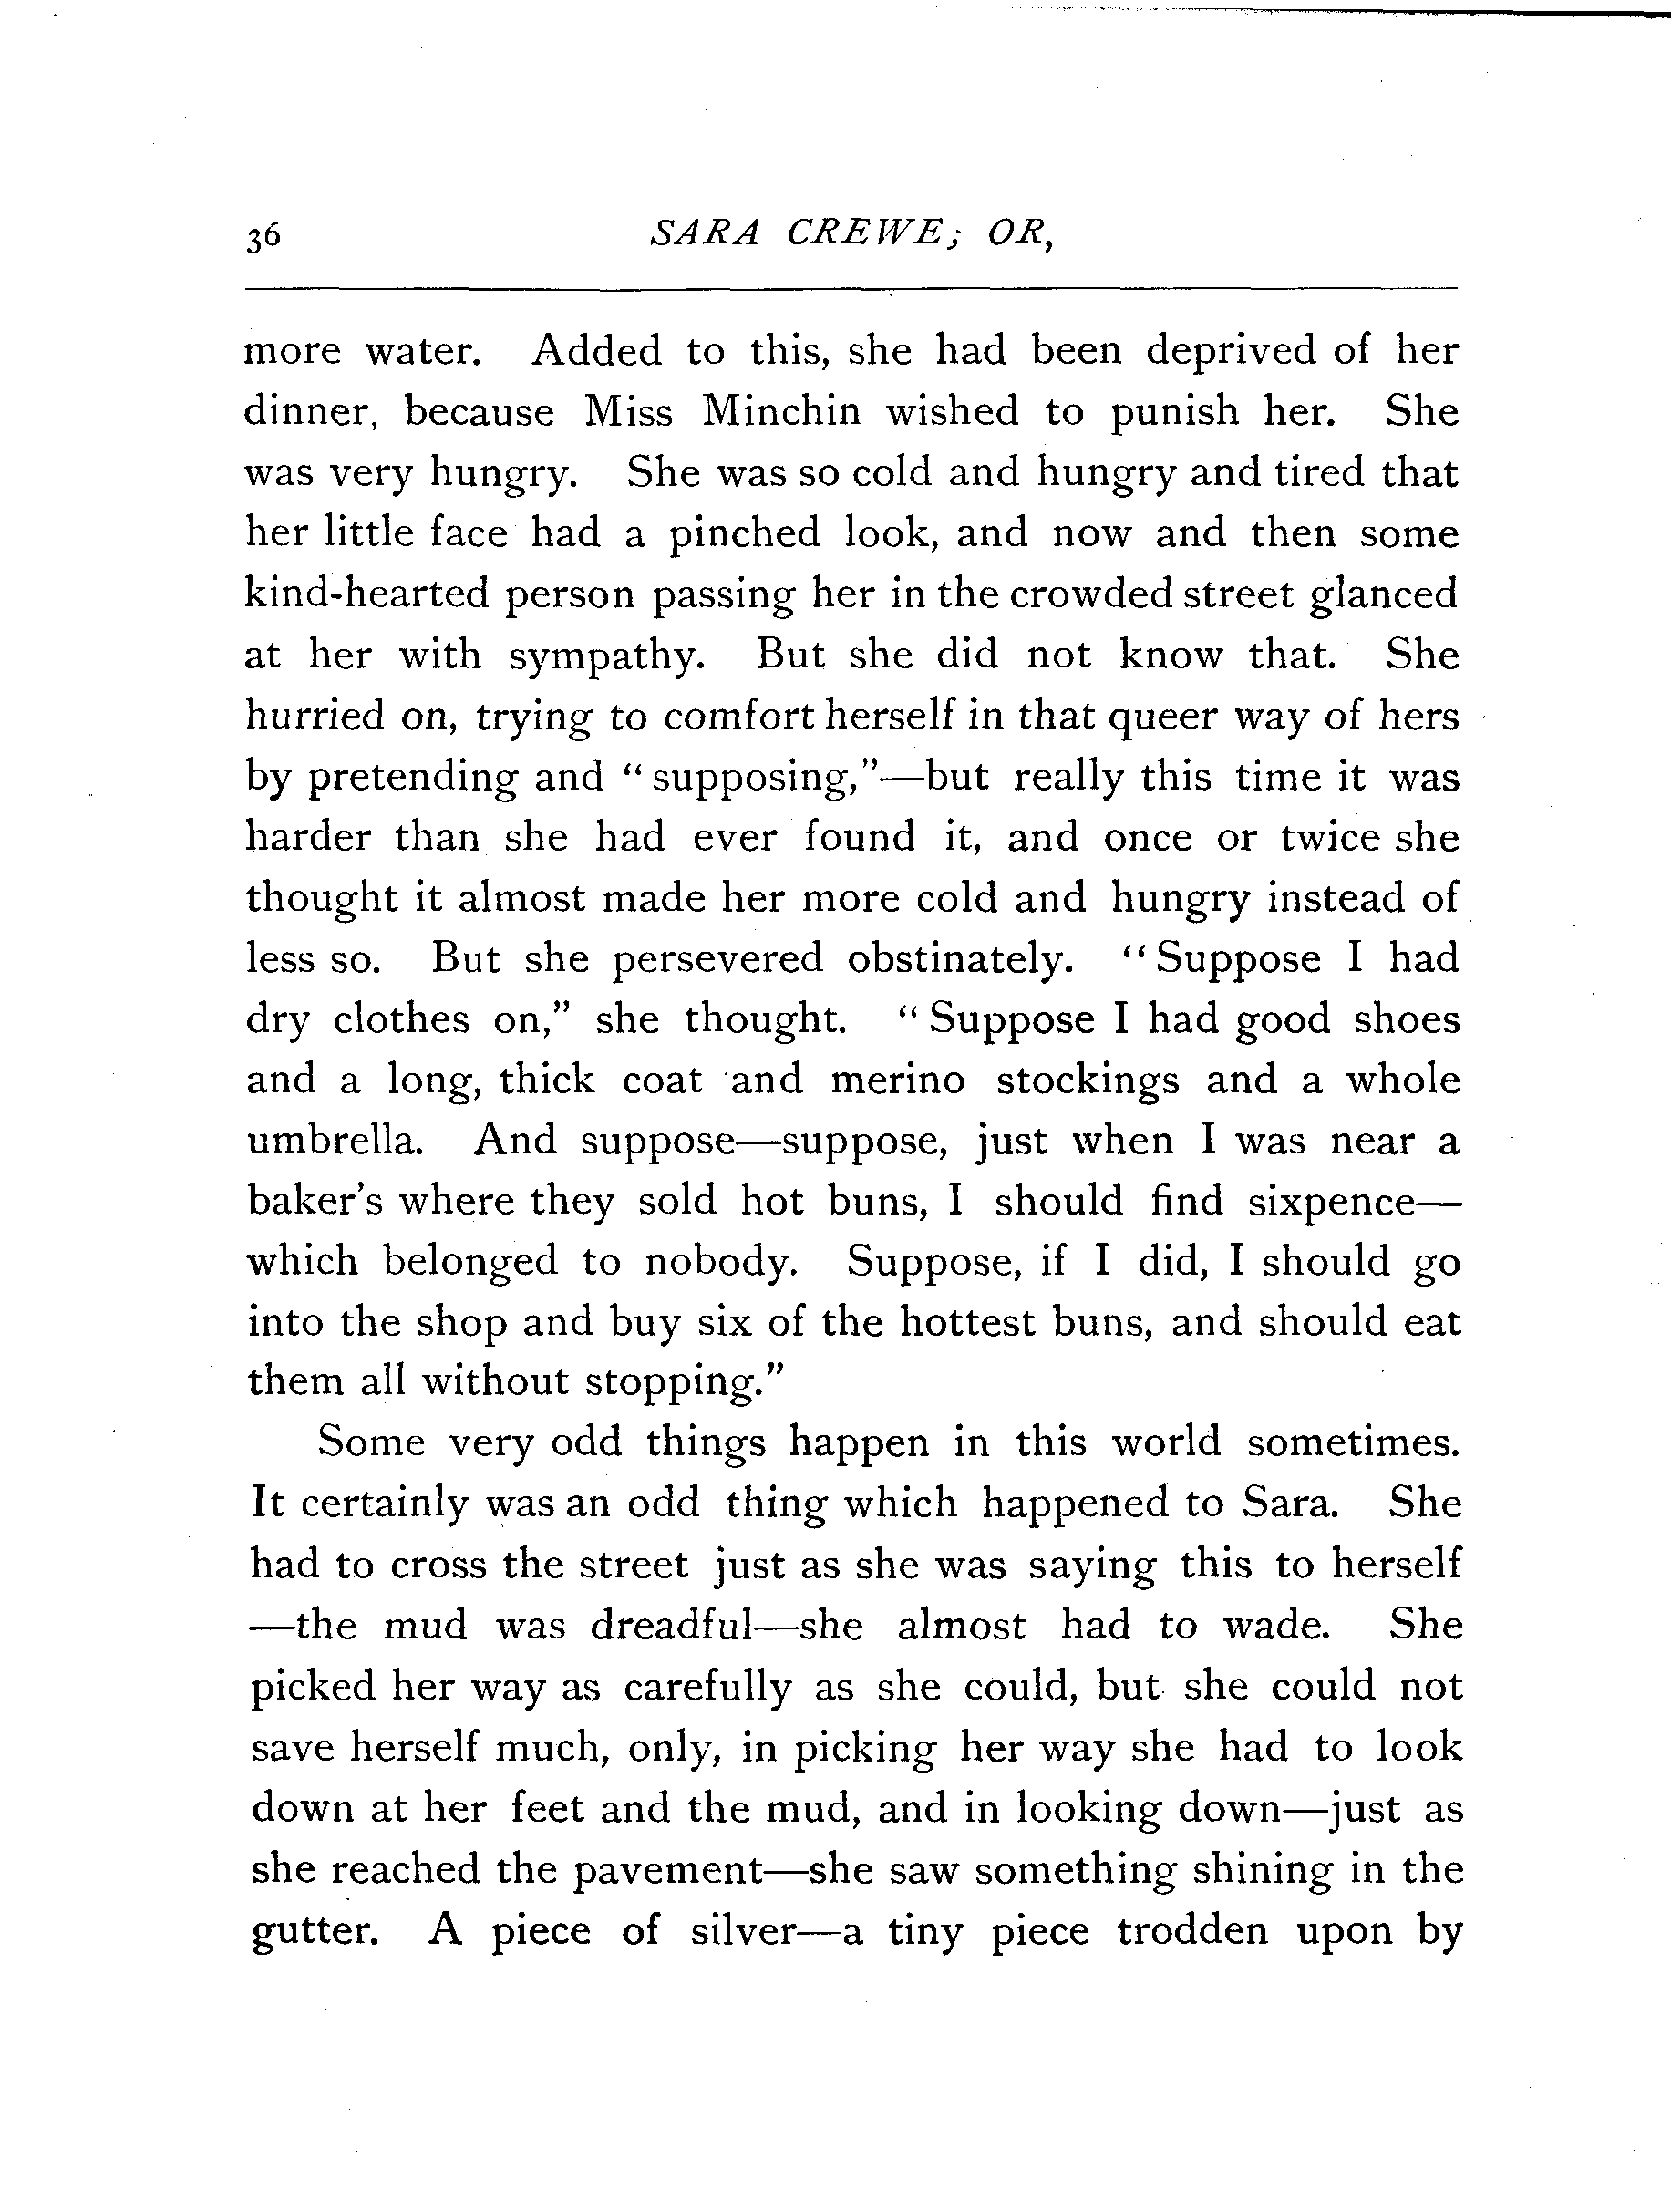 36 SARA CREWE; OR,
more water. Added to this, she had been deprived of her
dinner, because Miss Minchin wished to punish her. She
was very hungry. She was so cold and hungry and tired that
her little face had a pinched look, and now and then some
kind-hearted person passing her in the crowded street glanced
at her with sympathy. But she did not know that. She
hurried on, trying to comfort herself in that queer way of hers
by pretending and “supposing,”—but really this time it was
harder than she had ever found it, and once or twice she
thought it almost made her more cold and hungry instead of
less so. But she persevered obstinately. “Suppose I had
dry clothes on,” she thought. “Suppose I had good shoes
and a long, thick coat and merino stockings and a whole
umbrella. And suppose—suppose, just when I was near a
baker’s where they sold hot buns, I should find sixpence—
which belonged to nobody. Suppose, if I did, I should go
into the shop and buy six of the hottest buns, and should eat
them all without stopping.”
Some very odd things happen in this world sometimes.
It certainly was an odd thing which happened to Sara. She
had to cross the street just as she was saying this to herself
—the mud was dreadful—she almost had to wade. She
picked her way as carefully as she could, but she could not
save herself much, only, in picking her way she had to look
down at her feet and the mud, and in looking down—just as
she reached the pavement—she saw something shining in the
gutter. A piece of silver—a tiny piece trodden upon by